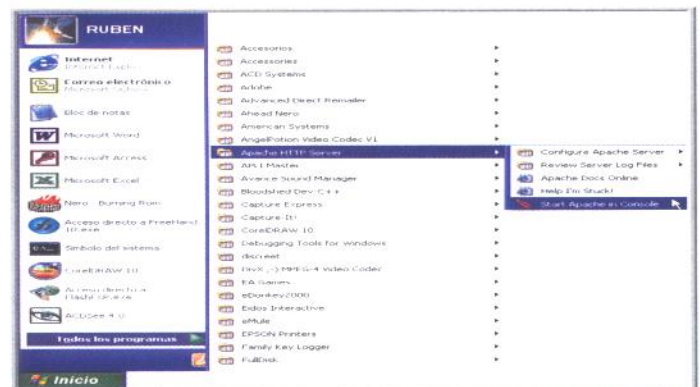 RUBEN
Internet
Internet Explorer
Correo electrónico
Microsoft Outlook
Bloc de notas
Microsoft Word
Microsoft Access
Microsoft Excel
Nero - Burning Rom
Acceso directo a FreeHand
10.exe
Símbolo del sistema
CorelDRAW 10
Acceso directo a
ACDSee 4.0
Todos los programas
Inicio
Accesorios
Accessories
ACD Systems
Adobe
Advanced Direct Remailer
Ahead Nero
American Systems
AngelPotion Video Codec V1
Apache HTTP Server
Avance Sound Manager
Bloodshed Dev-C++
Capture Express
Capture-It!
CorelDRAW 10
Debugging Tools for Windows
discreet
DivX ;-) MPEG-4 Video Codec
EA Games
eDonkey2000
Eidos Interactive
eMule
EPSON Printers
Family Key Logger
FullDisk
Configure Apache Server
Review Server Log Files
Apache Docs Online
Help I'm Stuck!
Start Apache in Console